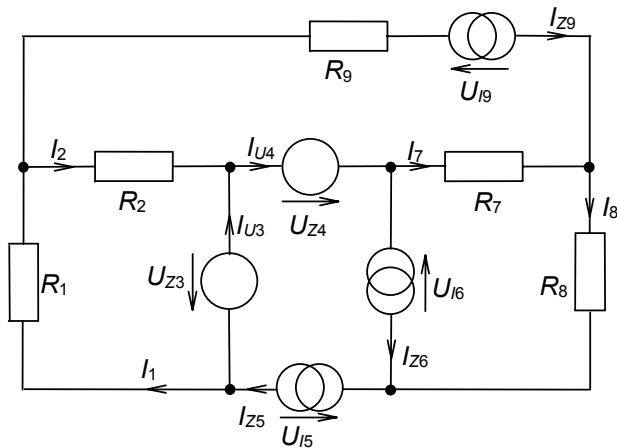 I_Z9
R_9
U_I9
I_2
I_U4
I_7
R_2
R_7
I_8
I_U3
U_Z4
U_Z3
U_I6
R_1
R_8
I_Z6
I_1
I_Z5
U_I5